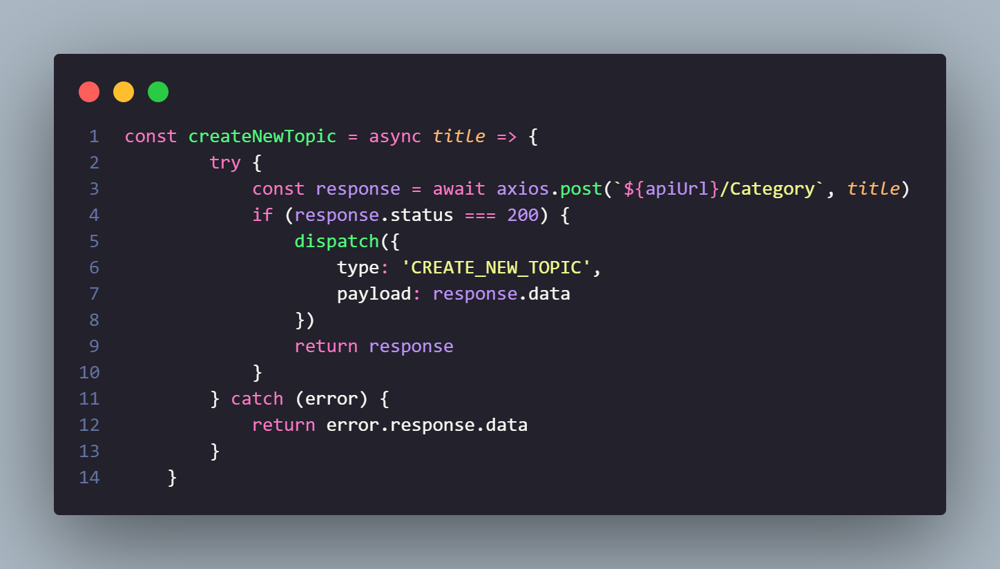 1 const createNewTopic = async title => {
2         try {
3             const response = await axios.post(`${apiUrl}/Category`, title)
4             if (response.status === 200) {
5                 dispatch({
6                     type: 'CREATE_NEW_TOPIC',
7                     payload: response.data
8                 })
9                 return response
10             }
11         } catch (error) {
12             return error.response.data
13         }
14     }